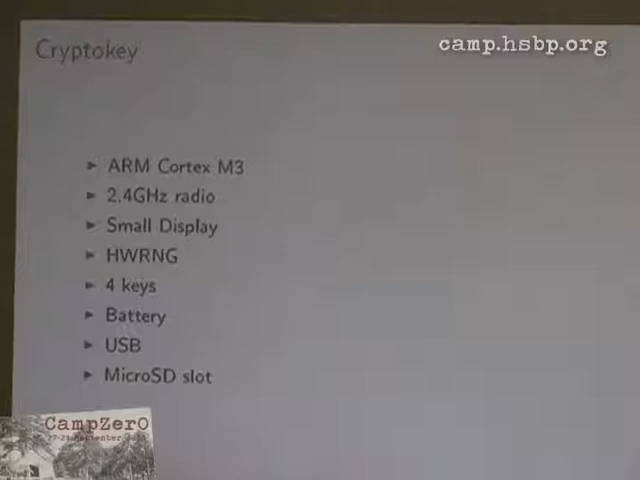 Cryptokey
camp.hsbp.org
ARM Cortex M3
2.4GHz radio
Small Display
HWRNG
4 keys
Battery
USB
MicroSD slot
CampZer0
September